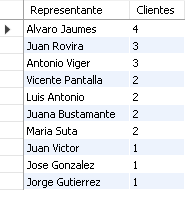 Representante Clientes
Alvaro Jaumes 4
Juan Rovira 3
Antonio Viger 3
Vicente Pantalla 2
Luis Antonio 2
Juana Bustamante 2
Maria Suta 2
Juan Victor 1
Jose Gonzalez 1
Jorge Gutierrez 1